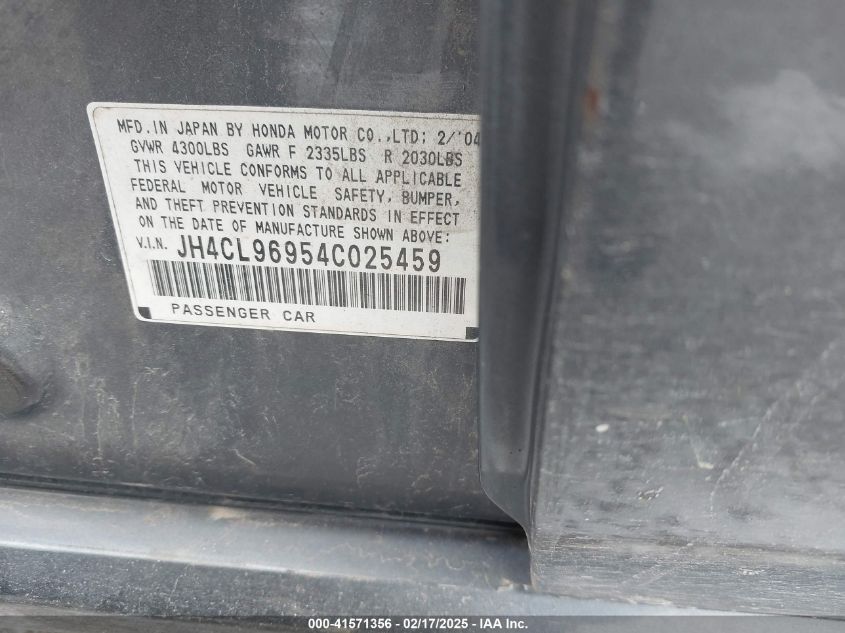 MFD. IN JAPAN BY HONDA MOTOR CO.,LTD; 2/'04
GVWR 4300LBS GAWR F 2335LBS R 2030LBS
THIS VEHICLE CONFORMS TO ALL APPLICABLE
FEDERAL MOTOR VEHICLE SAFETY, BUMPER,
AND THEFT PREVENTION STANDARDS IN EFFECT
ON THE DATE OF MANUFACTURE SHOWN ABOVE:
V.I.N. JH4CL96954C025459
PASSENGER CAR
000-41571356 - 02/17/2025 - Copyright © 2025 IAA, Inc.